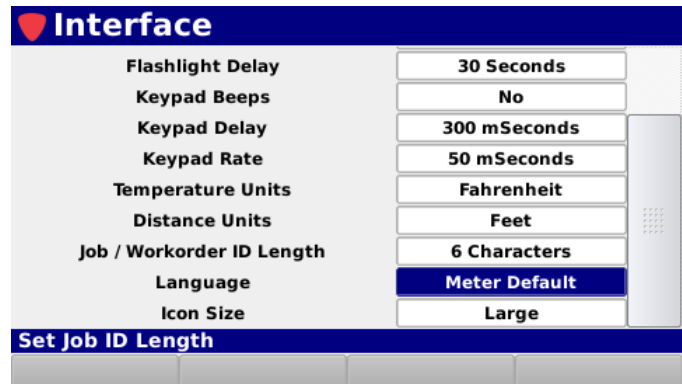 Interface
Flashlight Delay 30 Seconds
Keypad Beeps No
Keypad Delay 300 mSeconds
Keypad Rate 50 mSeconds
Temperature Units Fahrenheit
Distance Units Feet
Job / Workorder ID Length 6 Characters
Language Meter Default
Icon Size Large
Set Job ID Length